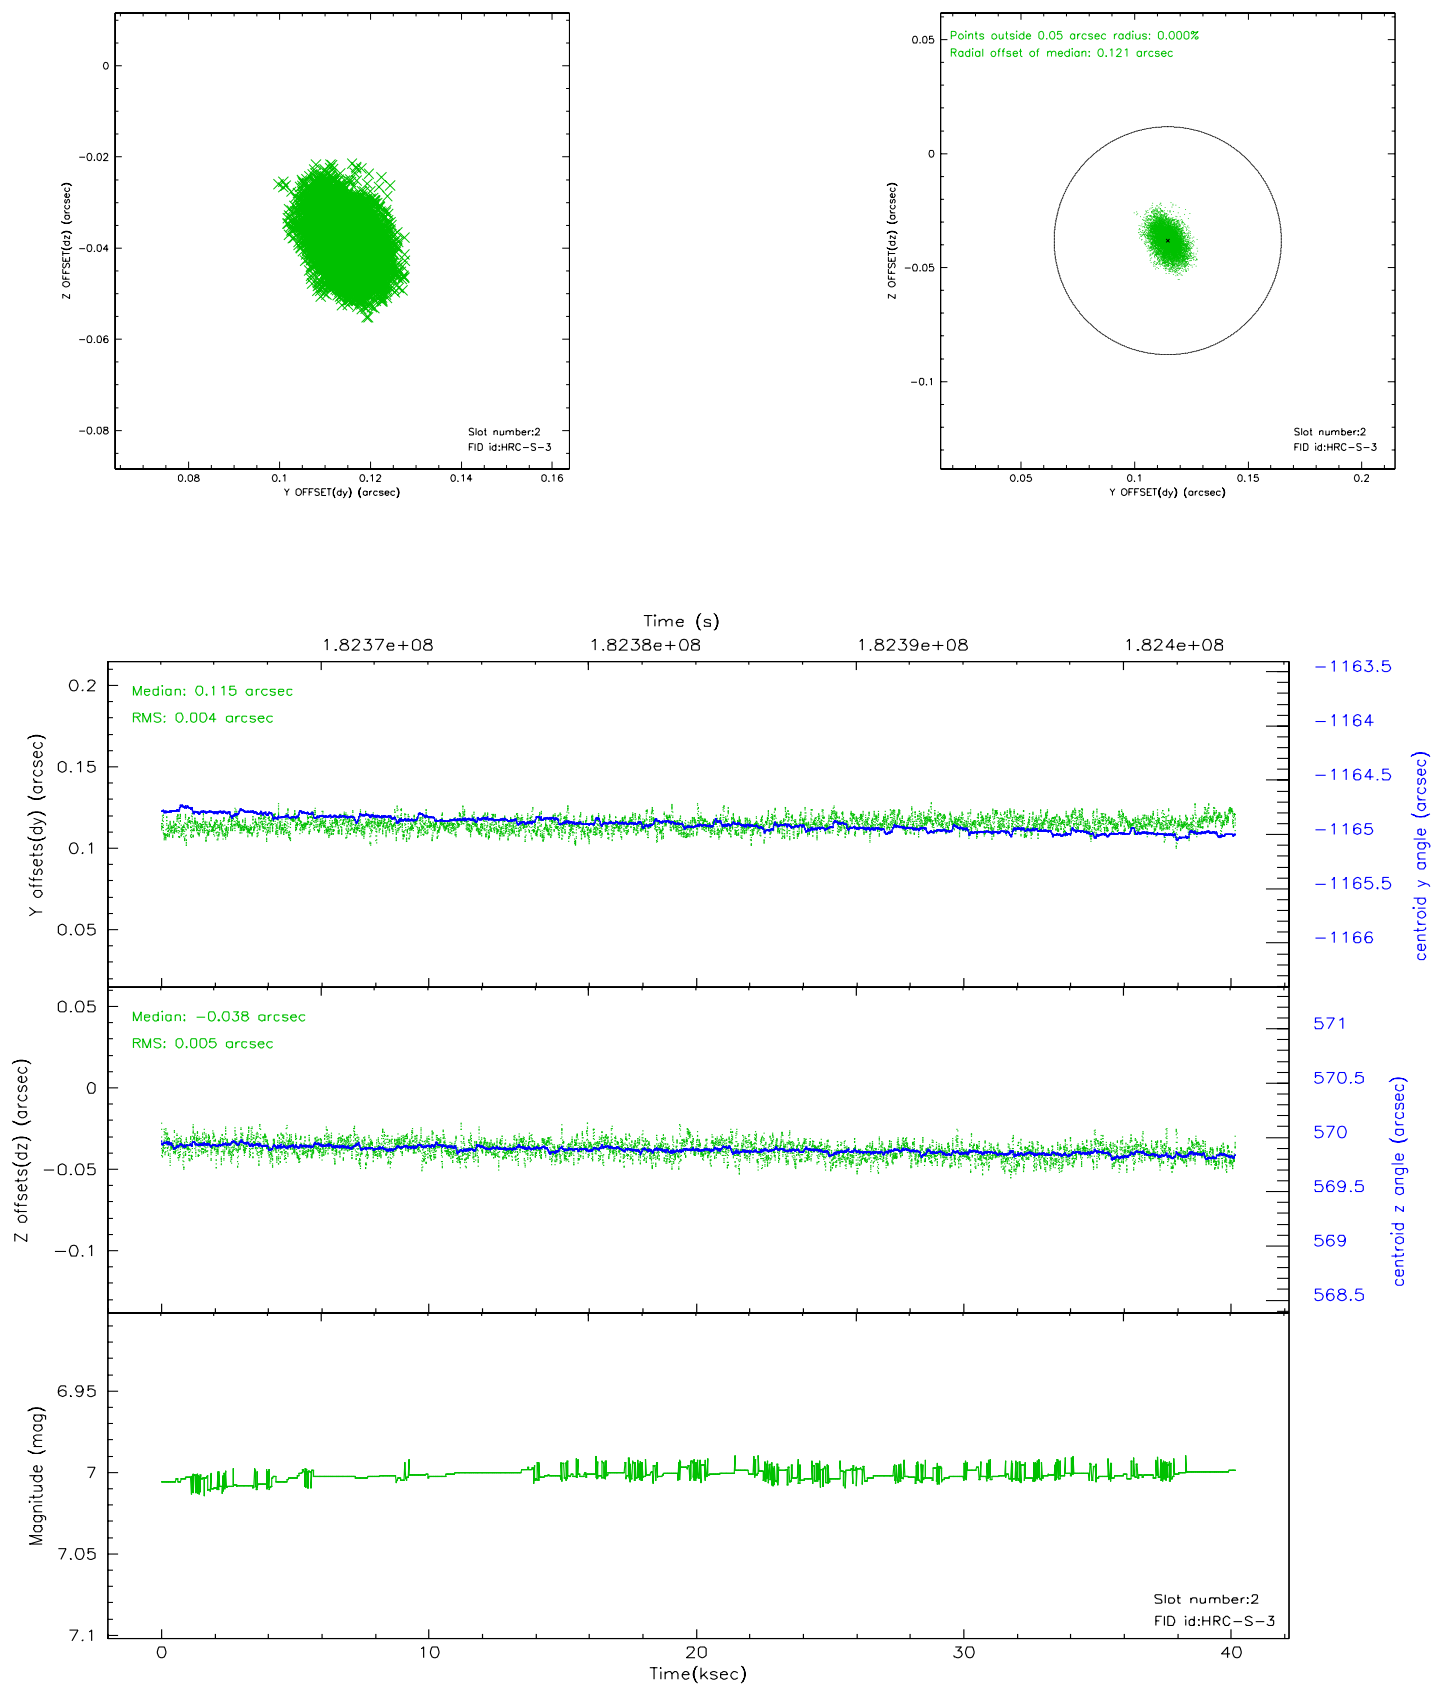 0
-0.02
-0.04
-0.06
-0.08
Z OFFSET(dz) (arcsec)
Slot number:2
FID id:HRC-S-3
0.08 0.1 0.12 0.14 0.16
Y OFFSET(dy) (arcsec)
Points outside 0.05 arcsec radius: 0.000%
Radial offset of median: 0.121 arcsec
0.05
0
-0.05
-0.1
Z OFFSET(dz) (arcsec)
Slot number:2
FID id:HRC-S-3
0.05 0.1 0.15 0.2
Y OFFSET(dy) (arcsec)
Time (s)
1.8237e+08 1.8238e+08 1.8239e+08 1.824e+08
Median: 0.115 arcsec
RMS: 0.004 arcsec
0.2
0.15
0.1
0.05
Y offsets(dy) (arcsec)
-1163.5
-1164
-1164.5
-1165
-1165.5
-1166
centroid y angle (arcsec)
Median: -0.038 arcsec
RMS: 0.005 arcsec
0.05
0
-0.05
-0.1
Z offsets(dz) (arcsec)
571
570.5
570
569.5
569
568.5
centroid z angle (arcsec)
6.95
7
7.05
7.1
Magnitude (mag)
Slot number:2
FID id:HRC-S-3
0 10 20 30 40
Time(ksec)